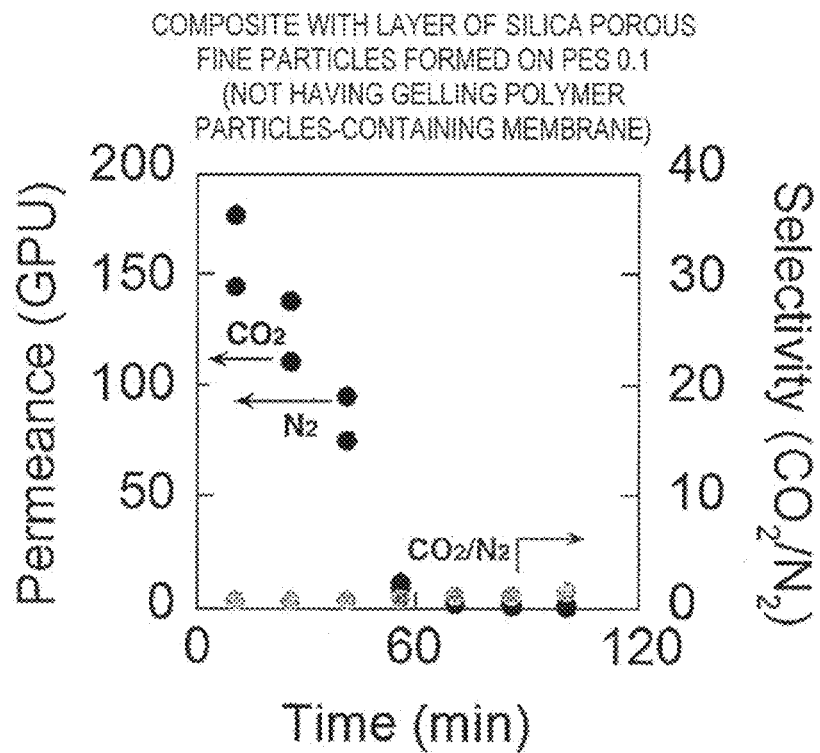 COMPOSITE WITH LAYER OF SILICA POROUS
FINE PARTICLES FORMED ON PES 0.1
(NOT HAVING GELLING POLYMER
PARTICLES-CONTAINING MEMBRANE)
200
150
100
50
0
Permeance (GPU)
40
30
20
10
0
Selectivity (CO2/N2)
CO2
N2
CO2/N2
0
60
120
Time (min)